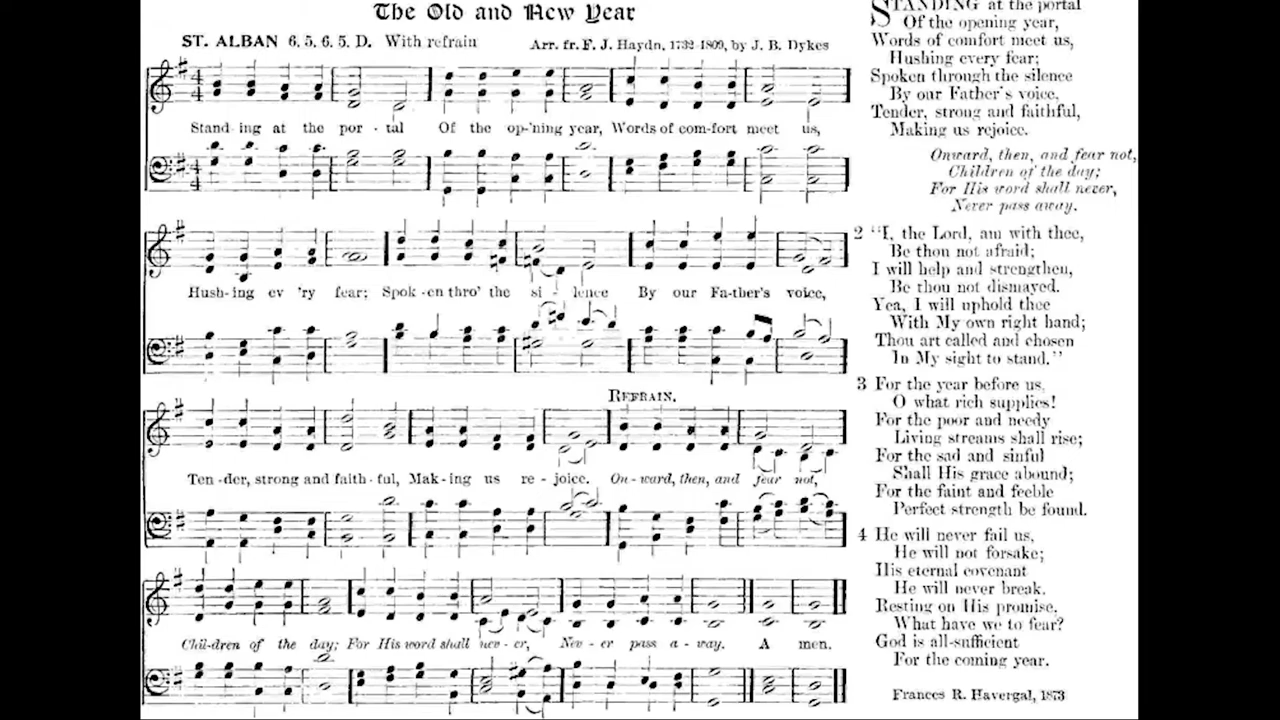 The Old and New Year
ST. ALBAN 6. 5. 6. 5. D. With refrain
Arr. fr. F. J. Haydn, 1732-1809, by J. B. Dykes
Stand-ing at the por - tal Of the op-'ning year, Words of com-fort meet us,
Hush-ing ev 'ry fear; Spok-en thro' the si - lence By our Fa-ther's voice,
REFRAIN.
Ten-der, strong and faith-ful, Mak-ing us re-joice. On-ward, then, and fear not,
Chil-dren of the day; For His word shall nev-er, Nev-er pass a-way. A men.
STANDING at the portal
Of the opening year,
Words of comfort meet us,
Hushing every fear;
Spoken through the silence
By our Father's voice,
Tender, strong and faithful,
Making us rejoice.
Onward, then, and fear not,
Children of the day;
For His word shall never,
Never pass away.
2 "I, the Lord, am with thee,
Be thou not afraid;
I will help and strengthen,
Be thou not dismayed.
Yea, I will uphold thee
With My own right hand;
Thou art called and chosen
In My sight to stand."
3 For the year before us,
O what rich supplies!
For the poor and needy
Living streams shall rise;
For the sad and sinful
Shall His grace abound;
For the faint and feeble
Perfect strength be found.
4 He will never fail us,
He will not forsake;
His eternal covenant
He will never break.
Resting on His promise,
What have we to fear?
God is all-sufficient
For the coming year.
Frances R. Havergal, 1873